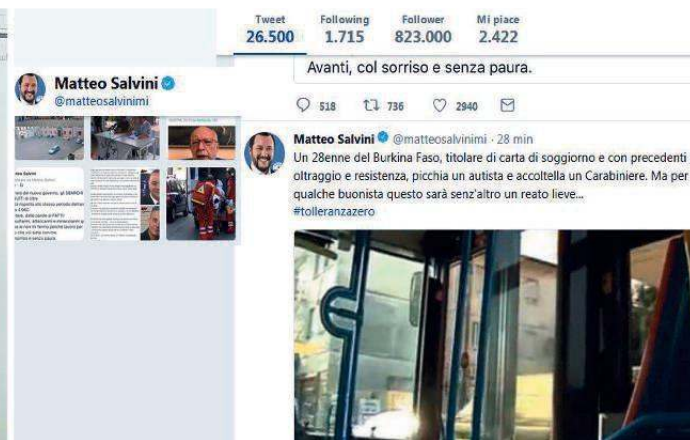 Tweet Following Follower Mi piace
26.500 1.715 823.000 2.422
Matteo Salvini
@matteosalvinimi
Avanti, col sorriso e senza paura.
518 736 2940
Matteo Salvini @matteosalvinimi · 28 min
Un 28enne del Burkina Faso, titolare di carta di soggiorno e con precedenti
oltraggio e resistenza, picchia un autista e accoltella un Carabiniere. Ma per
qualche buonista questo sarà senz'altro un reato lieve...
#tolleranzazero